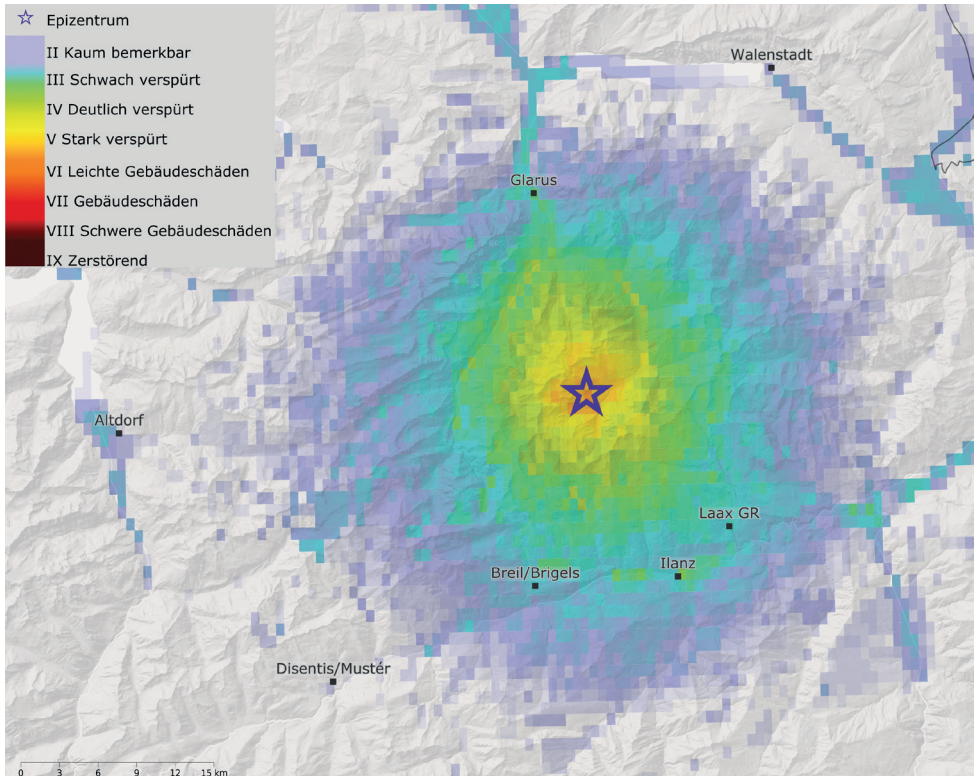 Epizentrum
II Kaum bemerkbar
III Schwach verspürt
IV Deutlich verspürt
V Stark verspürt
VI Leichte Gebäudeschäden
VII Gebäudeschäden
VIII Schwere Gebäudeschäden
IX Zerstörend
Walenstadt
Glarus
Altdorf
Laax GR
Breil/Brigels
Ilanz
Disentis/Mustér
0 3 6 9 12 15 km